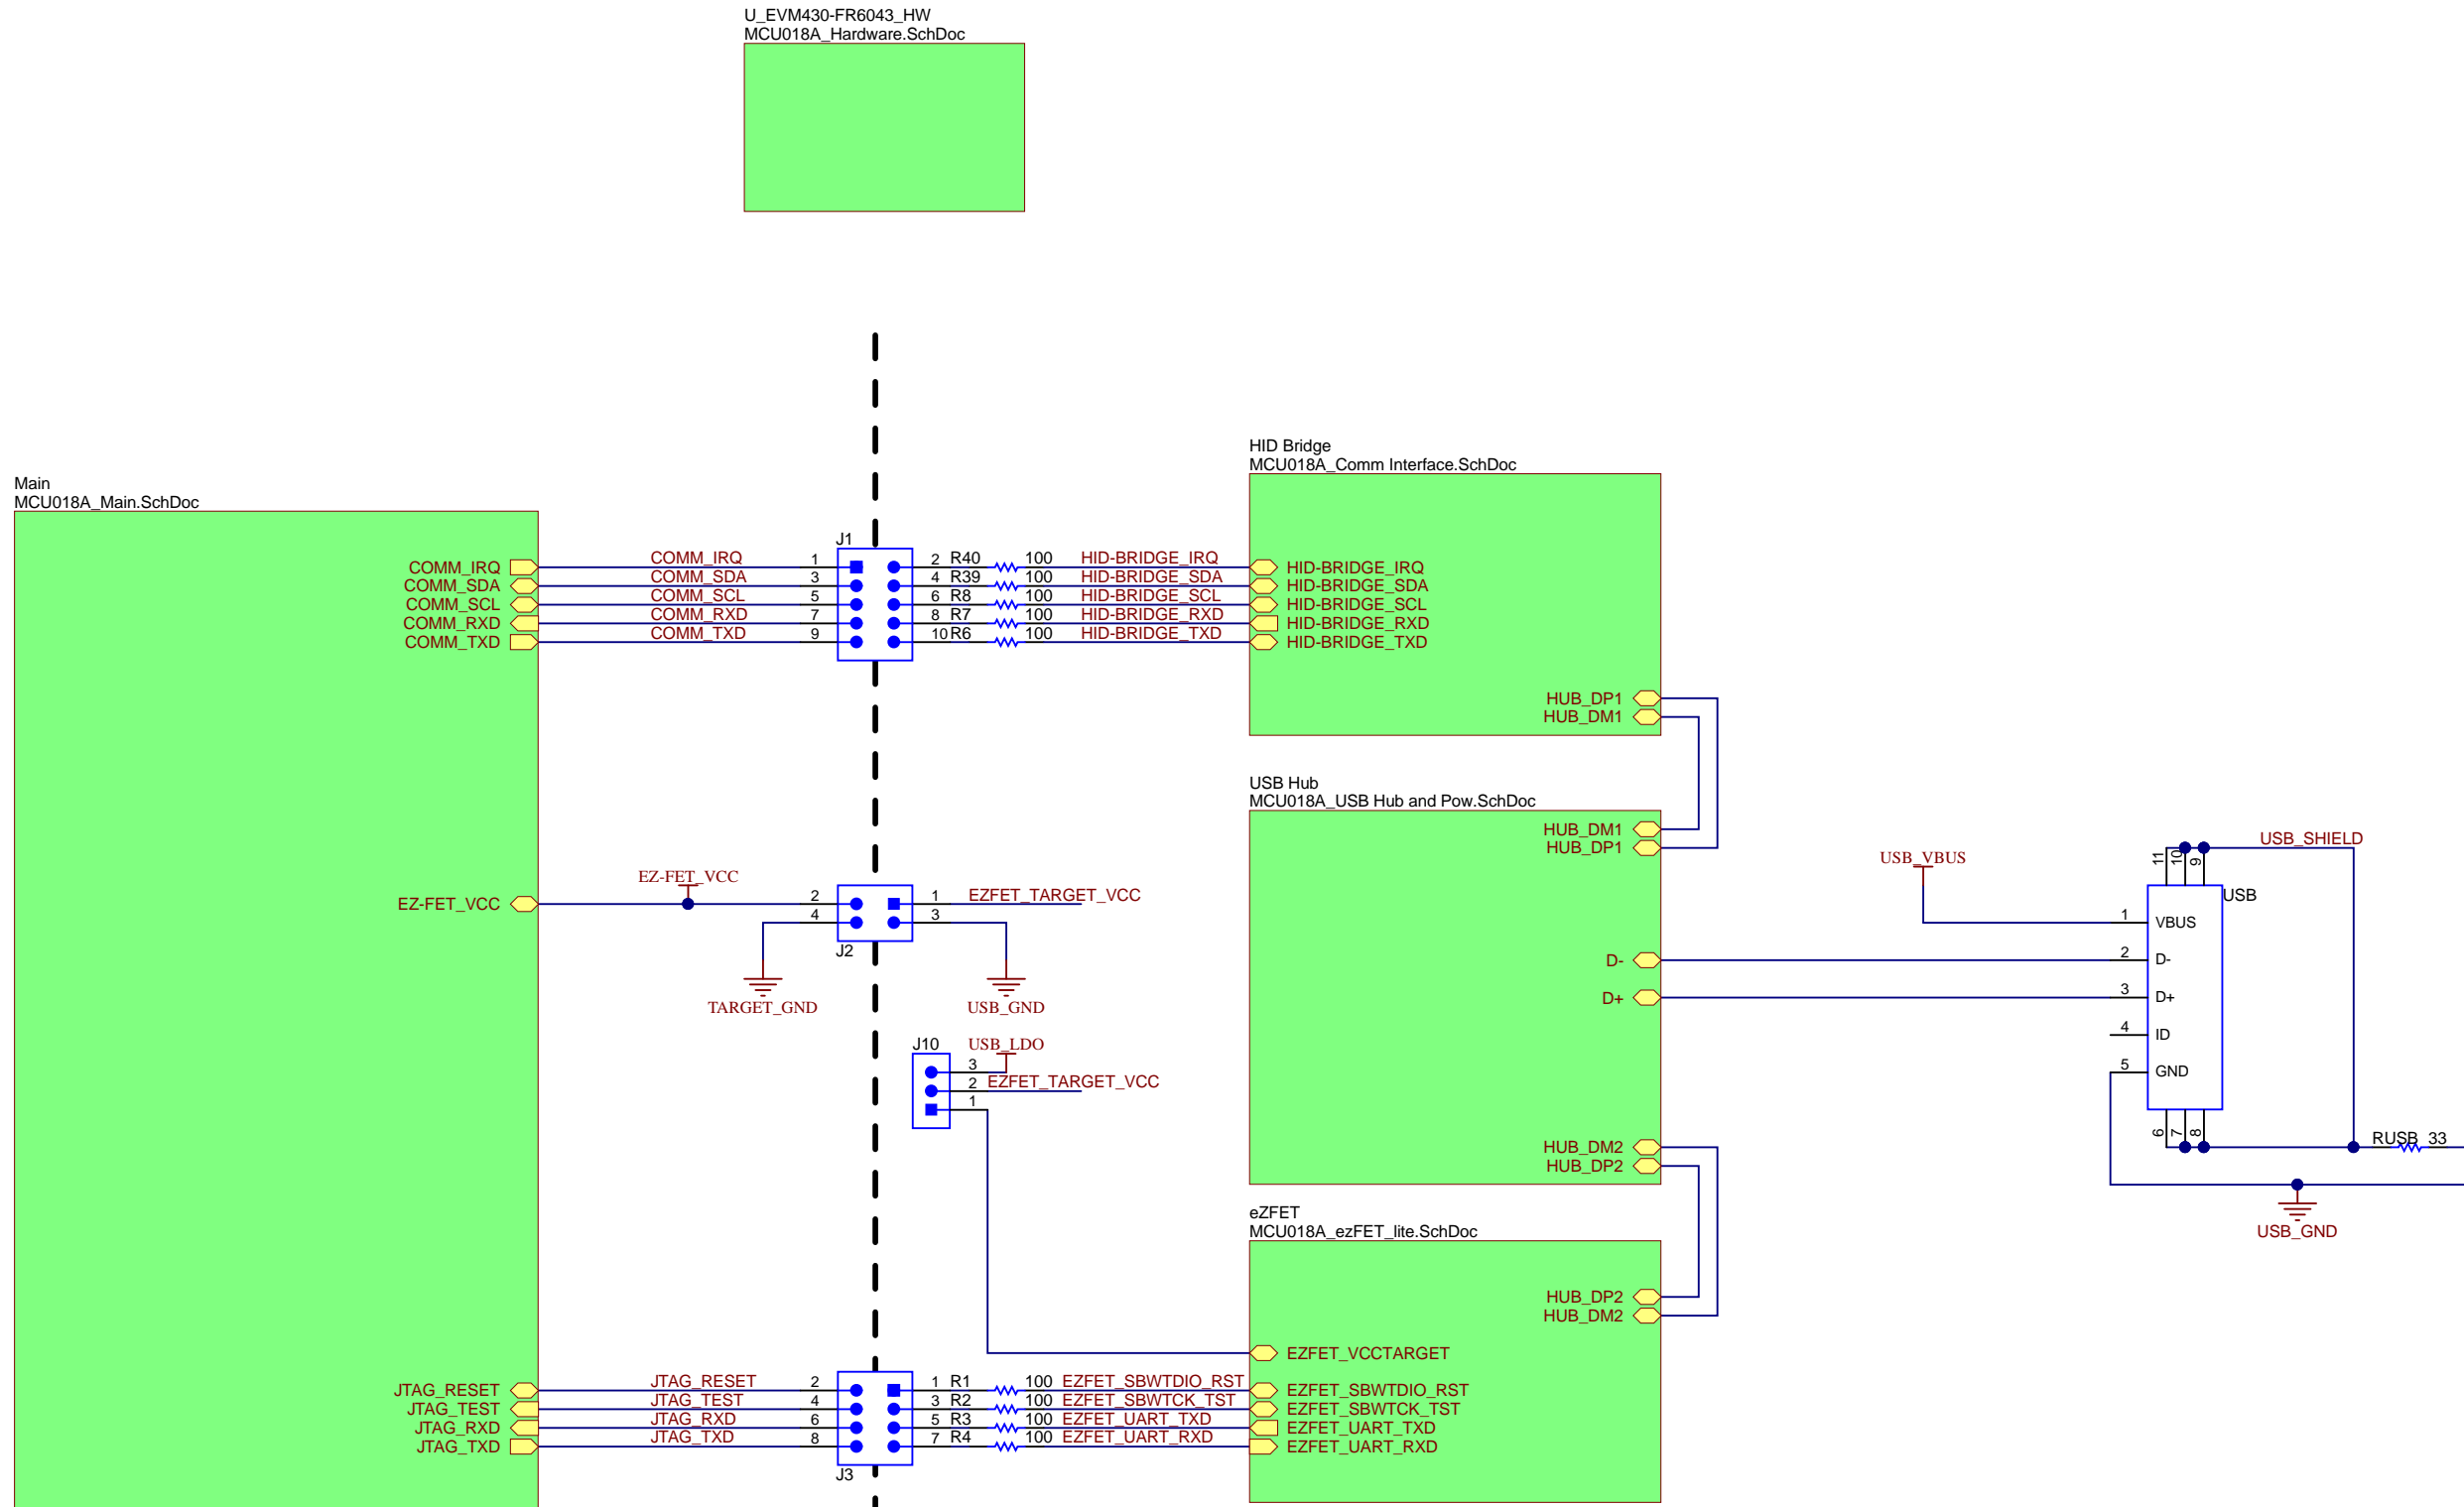 U_EVM430-FR6043_HW
MCU018A_Hardware.SchDoc
Main
MCU018A_Main.SchDoc
HID Bridge
MCU018A_Comm Interface.SchDoc
J1
COMM_IRQ COMM_IRQ 1 2 R40 100 HID-BRIDGE_IRQ HID-BRIDGE_IRQ
COMM_SDA COMM_SDA 3 4 R39 100 HID-BRIDGE_SDA HID-BRIDGE_SDA
COMM_SCL COMM_SCL 5 6 R8 100 HID-BRIDGE_SCL HID-BRIDGE_SCL
COMM_RXD COMM_RXD 7 8 R7 100 HID-BRIDGE_RXD HID-BRIDGE_RXD
COMM_TXD COMM_TXD 9 10 R6 100 HID-BRIDGE_TXD HID-BRIDGE_TXD
HUB_DP1
HUB_DM1
USB Hub
MCU018A_USB Hub and Pow.SchDoc
HUB_DM1
HUB_DP1
EZ-FET_VCC
EZ-FET_VCC 2 1 EZFET_TARGET_VCC
4 3
J2
TARGET_GND
USB_GND
D-
D+
J10
USB_LDO
3
2 EZFET_TARGET_VCC
1
HUB_DM2
HUB_DP2
USB_VBUS
USB_SHIELD
11 10 9
USB
1 VBUS
2 D-
3 D+
4 ID
5 GND
6 7 8
RUSB 33
USB_GND
eZFET
MCU018A_ezFET_lite.SchDoc
HUB_DP2
HUB_DM2
EZFET_VCCTARGET
JTAG_RESET JTAG_RESET 2 1 R1 100 EZFET_SBWTDIO_RST EZFET_SBWTDIO_RST
JTAG_TEST JTAG_TEST 4 3 R2 100 EZFET_SBWTCK_TST EZFET_SBWTCK_TST
JTAG_RXD JTAG_RXD 6 5 R3 100 EZFET_UART_TXD EZFET_UART_TXD
JTAG_TXD JTAG_TXD 8 7 R4 100 EZFET_UART_RXD EZFET_UART_RXD
J3